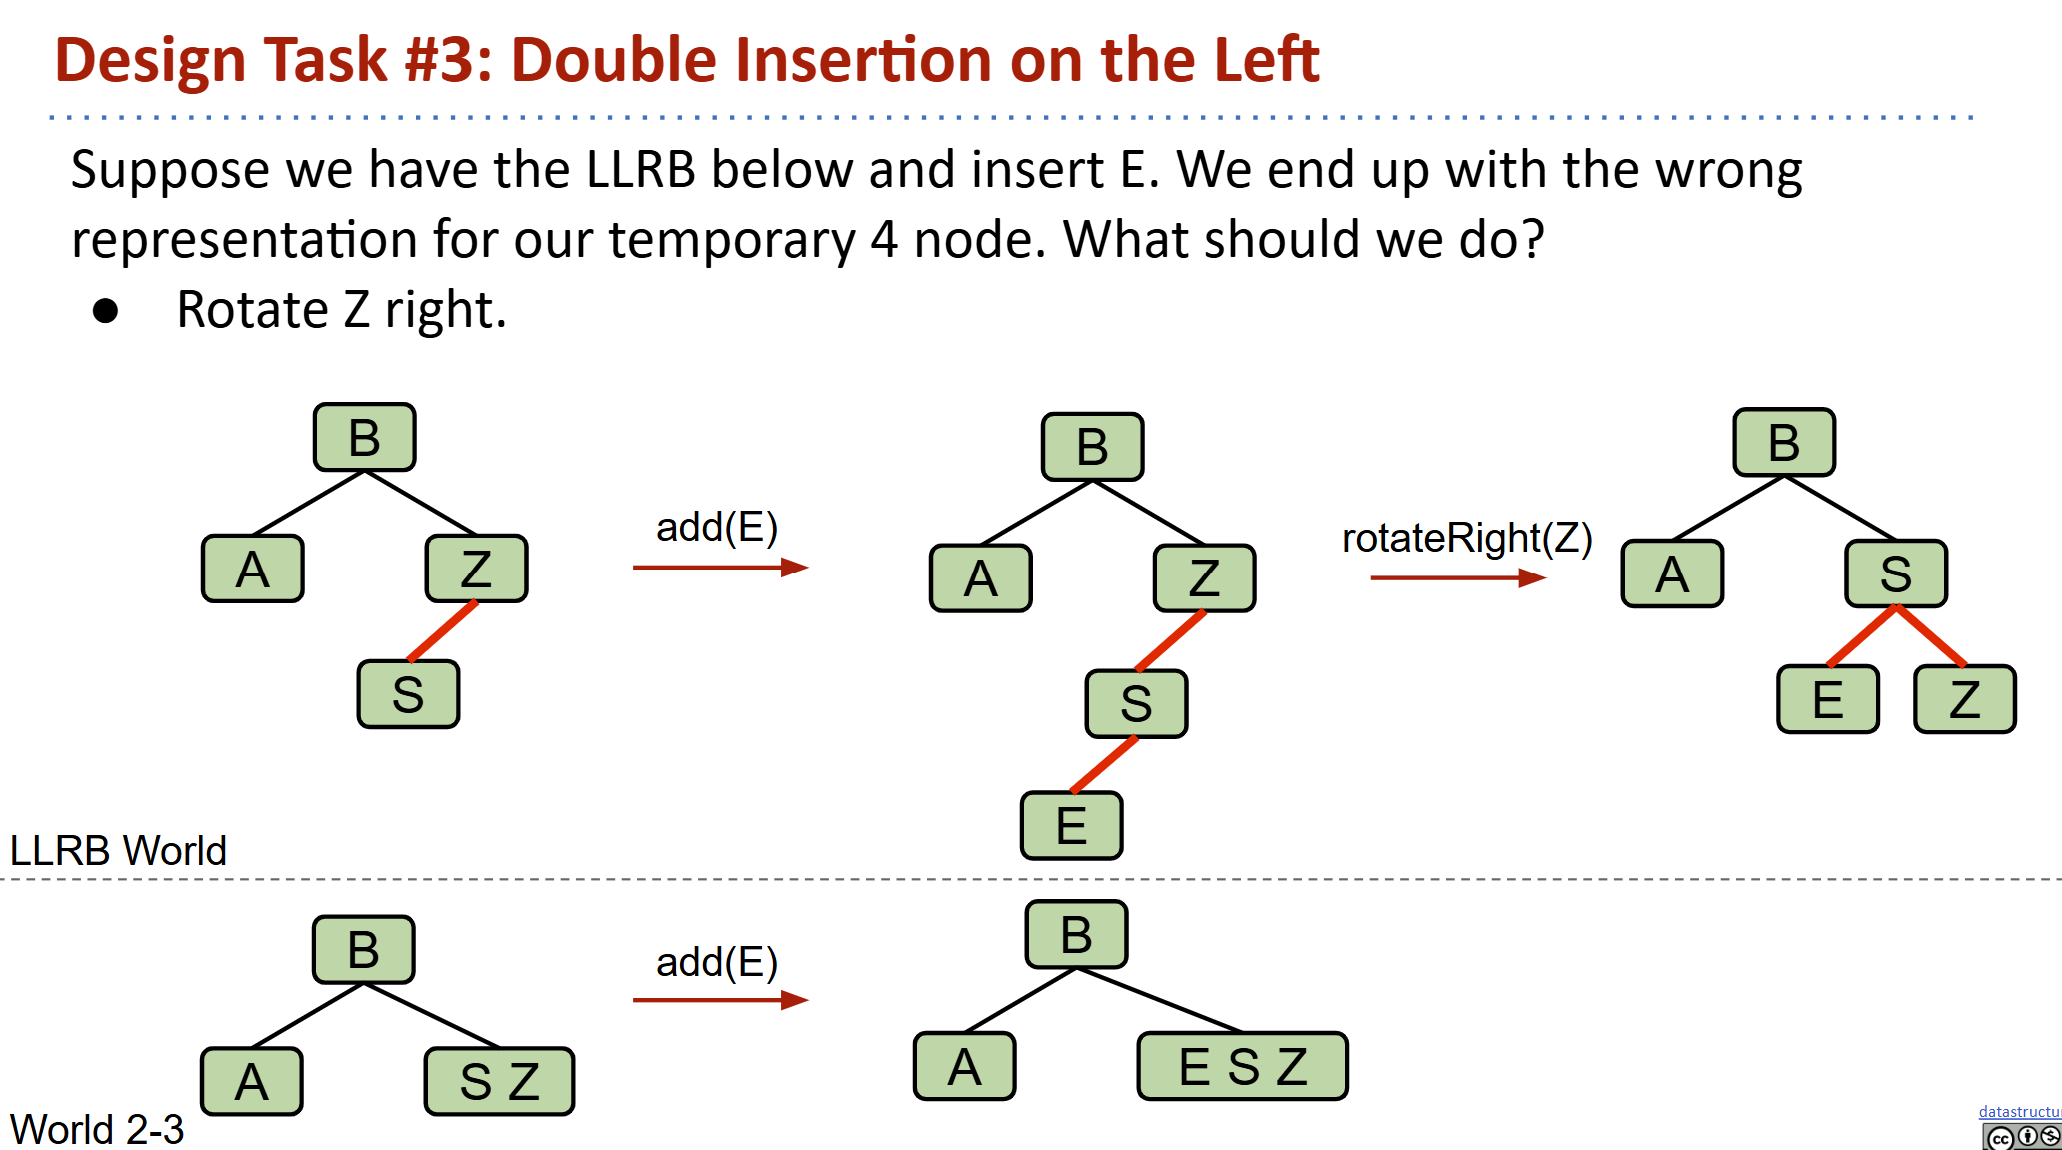 Design Task #3: Double Insertion on the Left
Suppose we have the LLRB below and insert E. We end up with the wrong
representation for our temporary 4 node. What should we do?
● Rotate Z right.
B
A Z
S
add(E)
B
A Z
S
E
rotateRight(Z)
B
A S
E Z
LLRB World
B
A S Z
add(E)
B
A E S Z
World 2-3
datastructu
cc